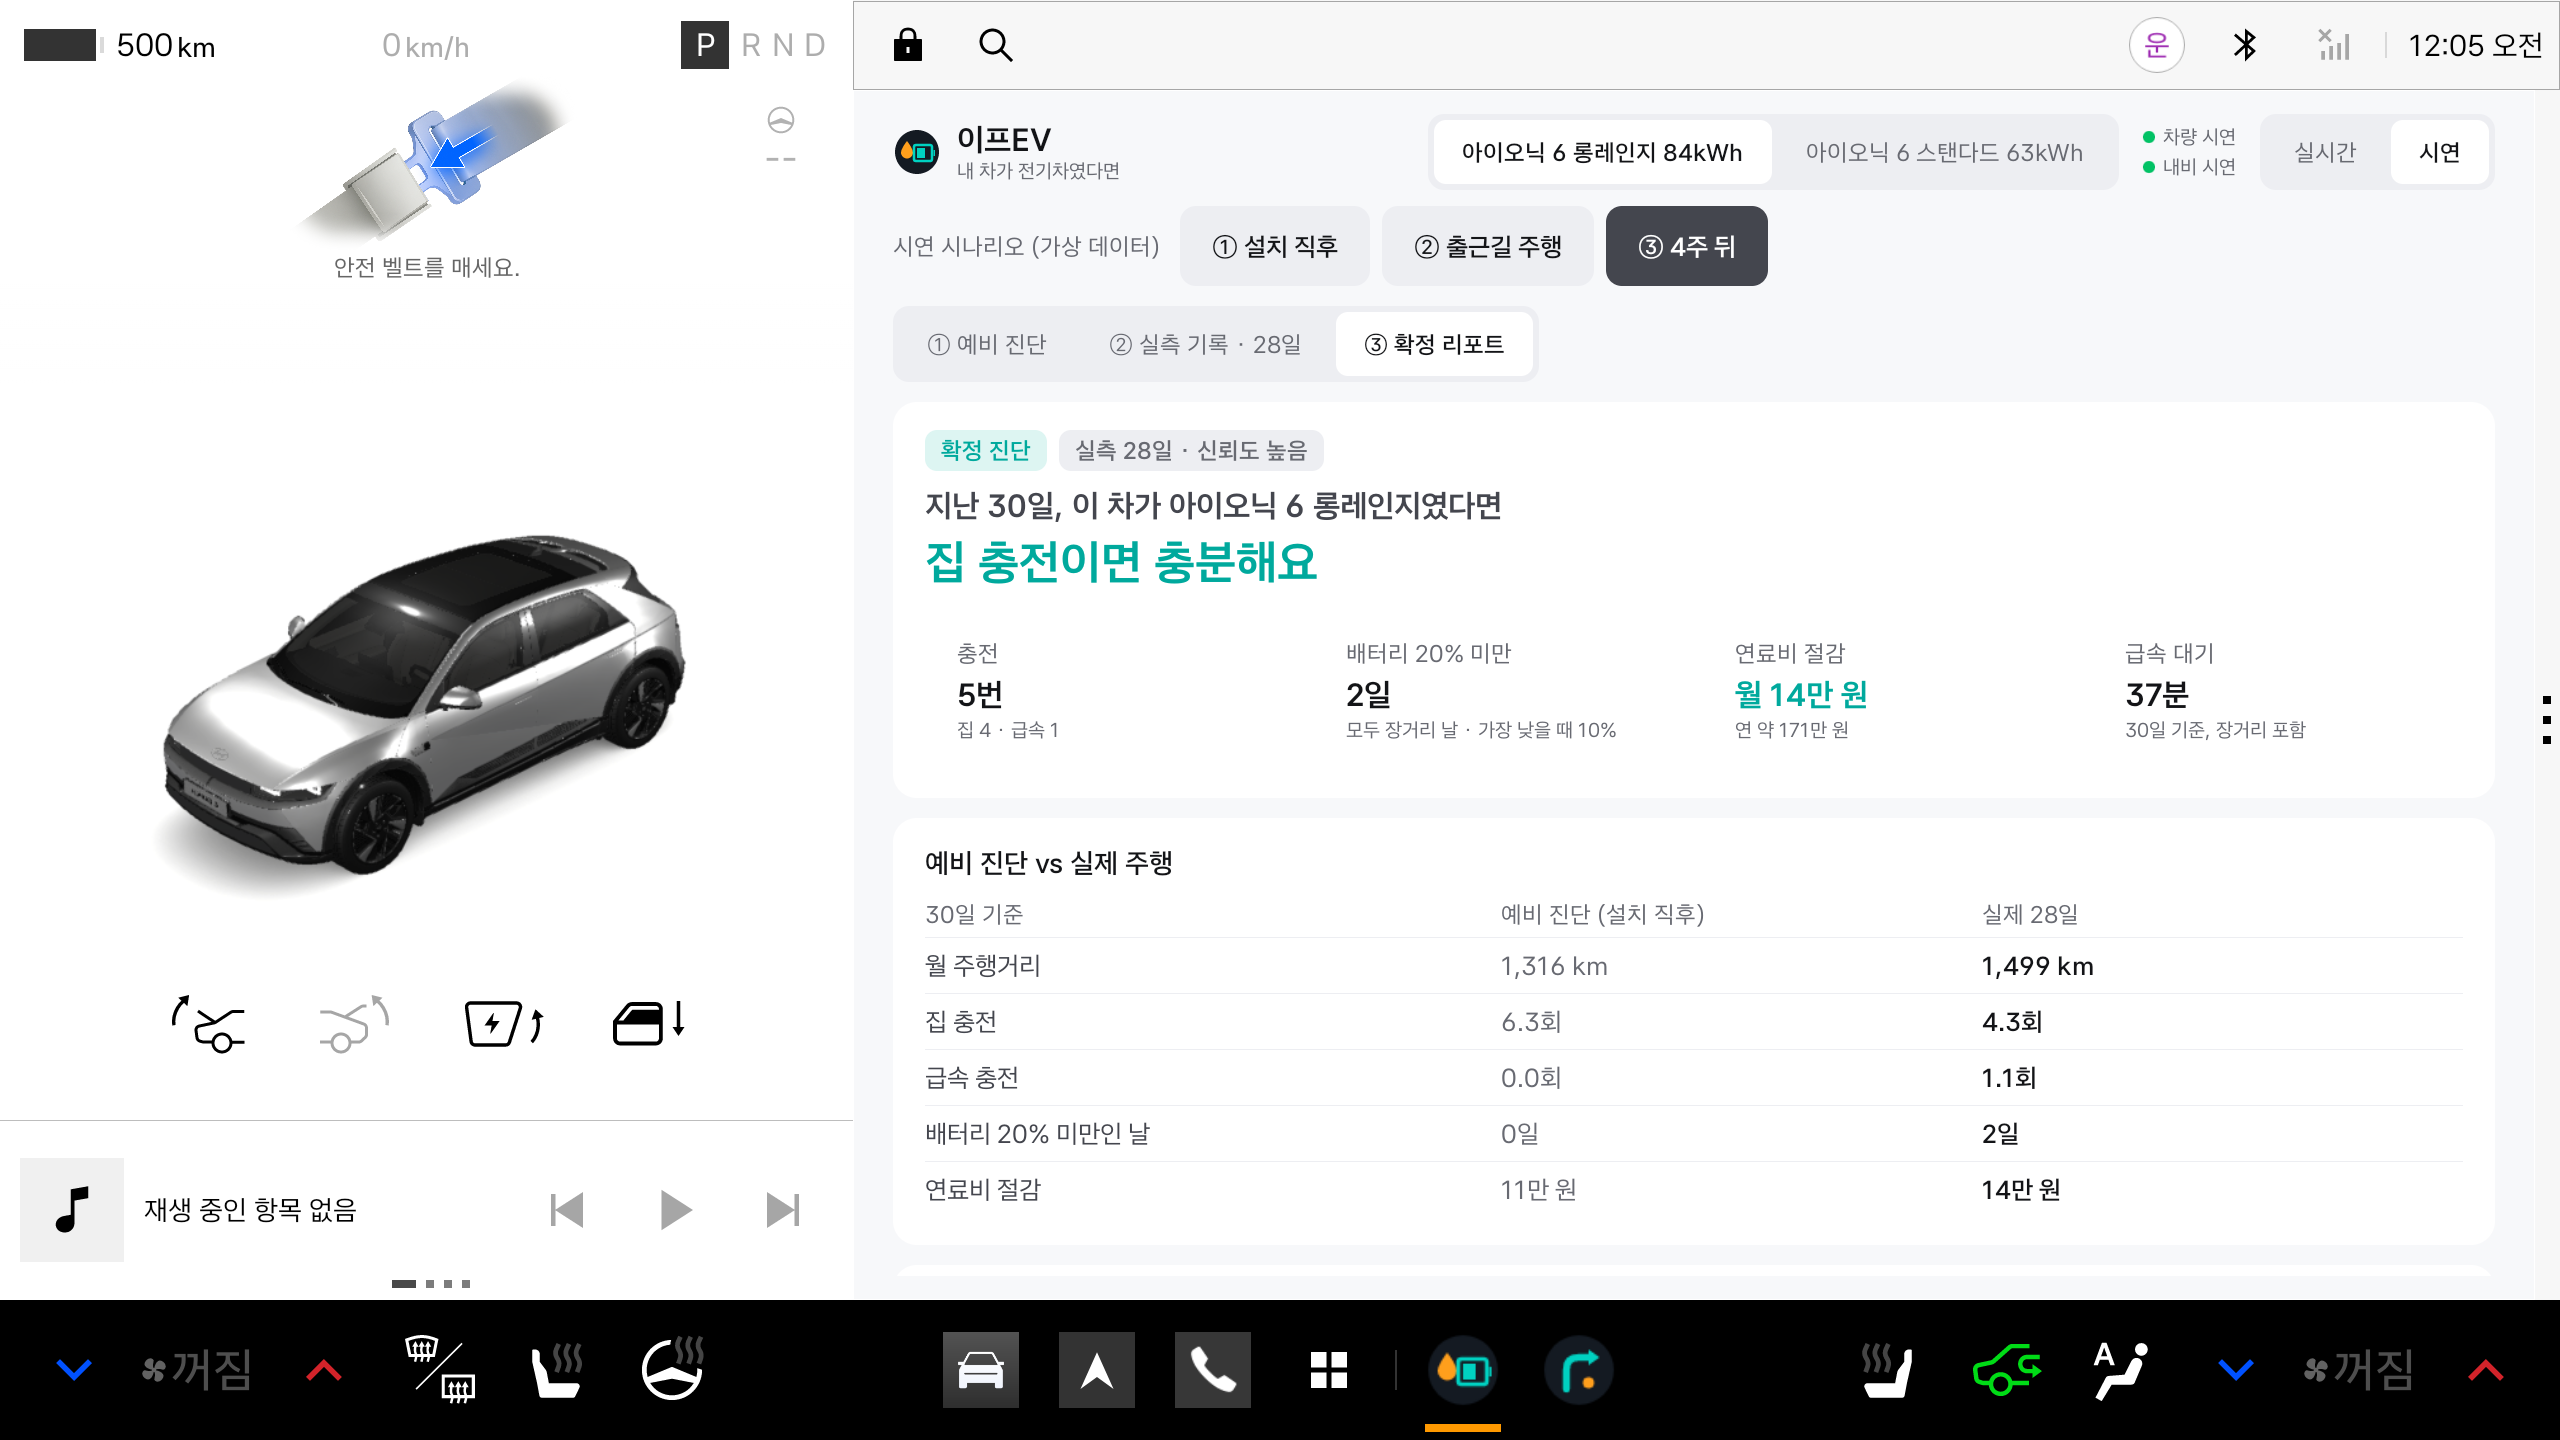 500 km
0 km/h
P R N D
안전 벨트를 매세요.
재생 중인 항목 없음
운
12:05 오전
이프EV
내 차가 전기차였다면
아이오닉 6 롱레인지 84kWh
아이오닉 6 스탠다드 63kWh
차량 시연
내비 시연
실시간
시연
시연 시나리오 (가상 데이터)
① 설치 직후
② 출근길 주행
③ 4주 뒤
① 예비 진단
② 실측 기록 · 28일
③ 확정 리포트
확정 진단
실측 28일 · 신뢰도 높음
지난 30일, 이 차가 아이오닉 6 롱레인지였다면
집 충전이면 충분해요
충전
5번
집 4 · 급속 1
배터리 20% 미만
2일
모두 장거리 날 · 가장 낮을 때 10%
연료비 절감
월 14만 원
연 약 171만 원
급속 대기
37분
30일 기준, 장거리 포함
예비 진단 vs 실제 주행
30일 기준 예비 진단 (설치 직후) 실제 28일
월 주행거리 1,316 km 1,499 km
집 충전 6.3회 4.3회
급속 충전 0.0회 1.1회
배터리 20% 미만인 날 0일 2일
연료비 절감 11만 원 14만 원
꺼짐
A
꺼짐